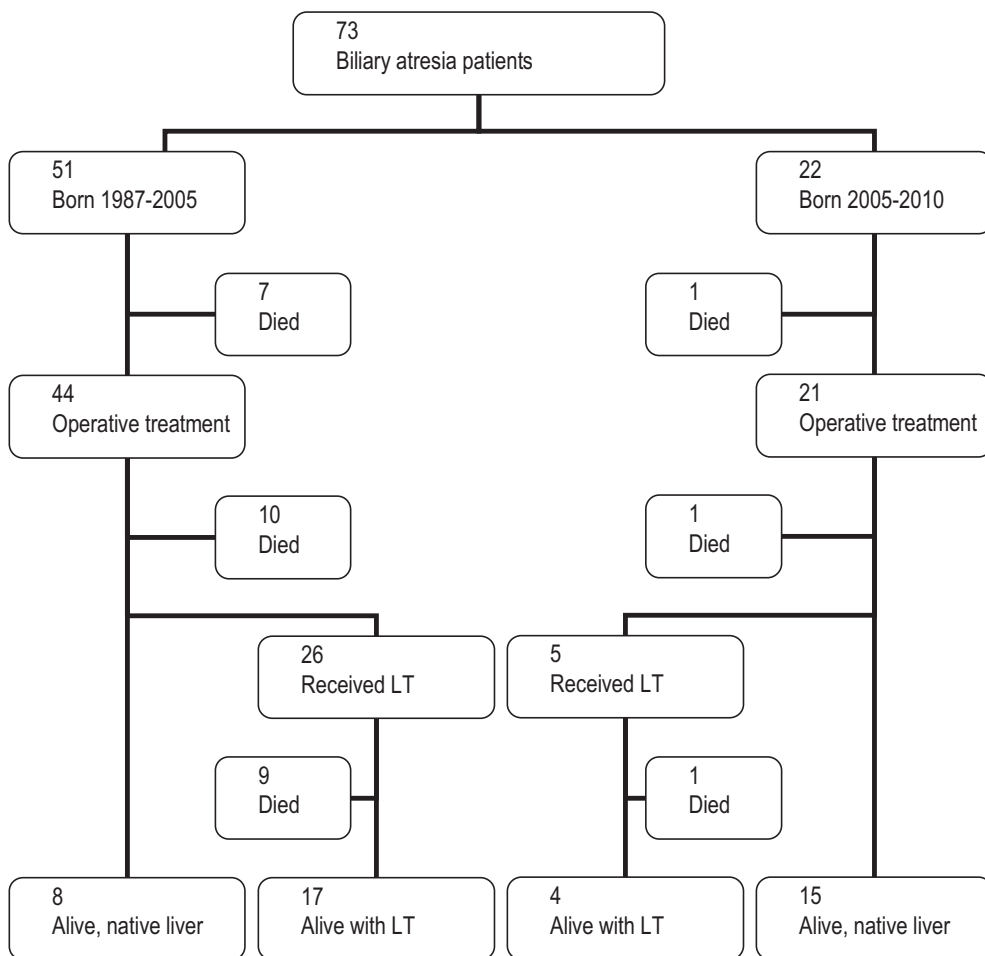 73
Biliary atresia patients
51
Born 1987-2005
22
Born 2005-2010
7
Died
1
Died
44
Operative treatment
21
Operative treatment
10
Died
1
Died
26
Received LT
5
Received LT
9
Died
1
Died
8
Alive, native liver
17
Alive with LT
4
Alive with LT
15
Alive, native liver